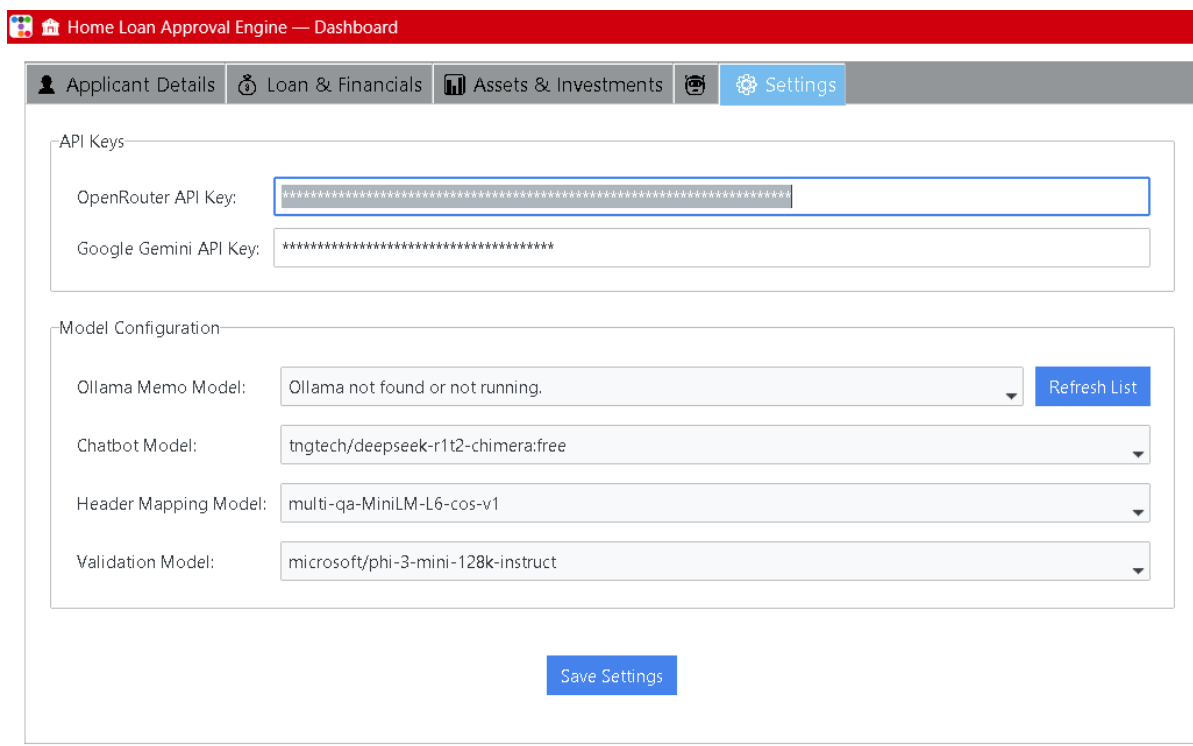 Home Loan Approval Engine — Dashboard
Applicant Details Loan & Financials Assets & Investments Settings
API Keys
OpenRouter API Key: ************************************************************************
Google Gemini API Key: ***************************************
Model Configuration
Ollama Memo Model: Ollama not found or not running. Refresh List
Chatbot Model: tngtech/deepseek-r1t2-chimera:free
Header Mapping Model: multi-qa-MiniLM-L6-cos-v1
Validation Model: microsoft/phi-3-mini-128k-instruct
Save Settings